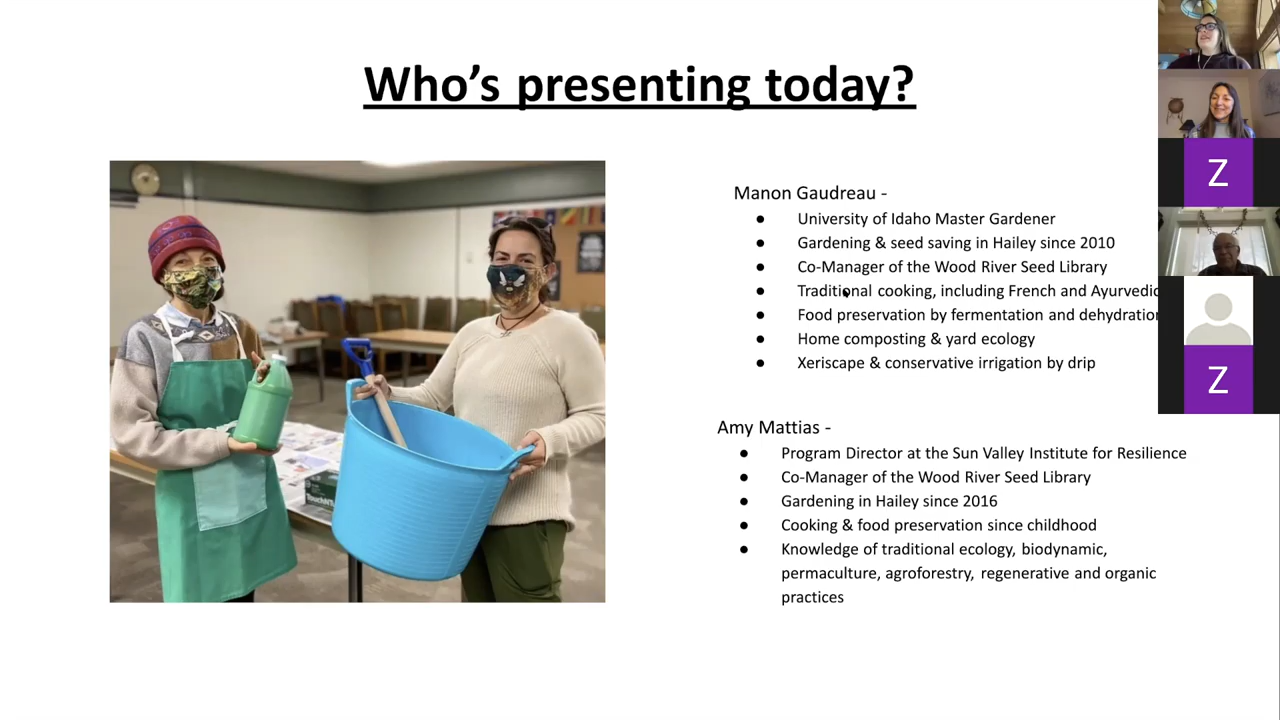 Who's presenting today?
Manon Gaudreau -
● University of Idaho Master Gardener
● Gardening & seed saving in Hailey since 2010
● Co-Manager of the Wood River Seed Library
● Traditional cooking, including French and Ayurvedic
● Food preservation by fermentation and dehydration
● Home composting & yard ecology
● Xeriscape & conservative irrigation by drip
Amy Mattias -
● Program Director at the Sun Valley Institute for Resilience
● Co-Manager of the Wood River Seed Library
● Gardening in Hailey since 2016
● Cooking & food preservation since childhood
● Knowledge of traditional ecology, biodynamic,
permaculture, agroforestry, regenerative and organic
practices
Z
Z